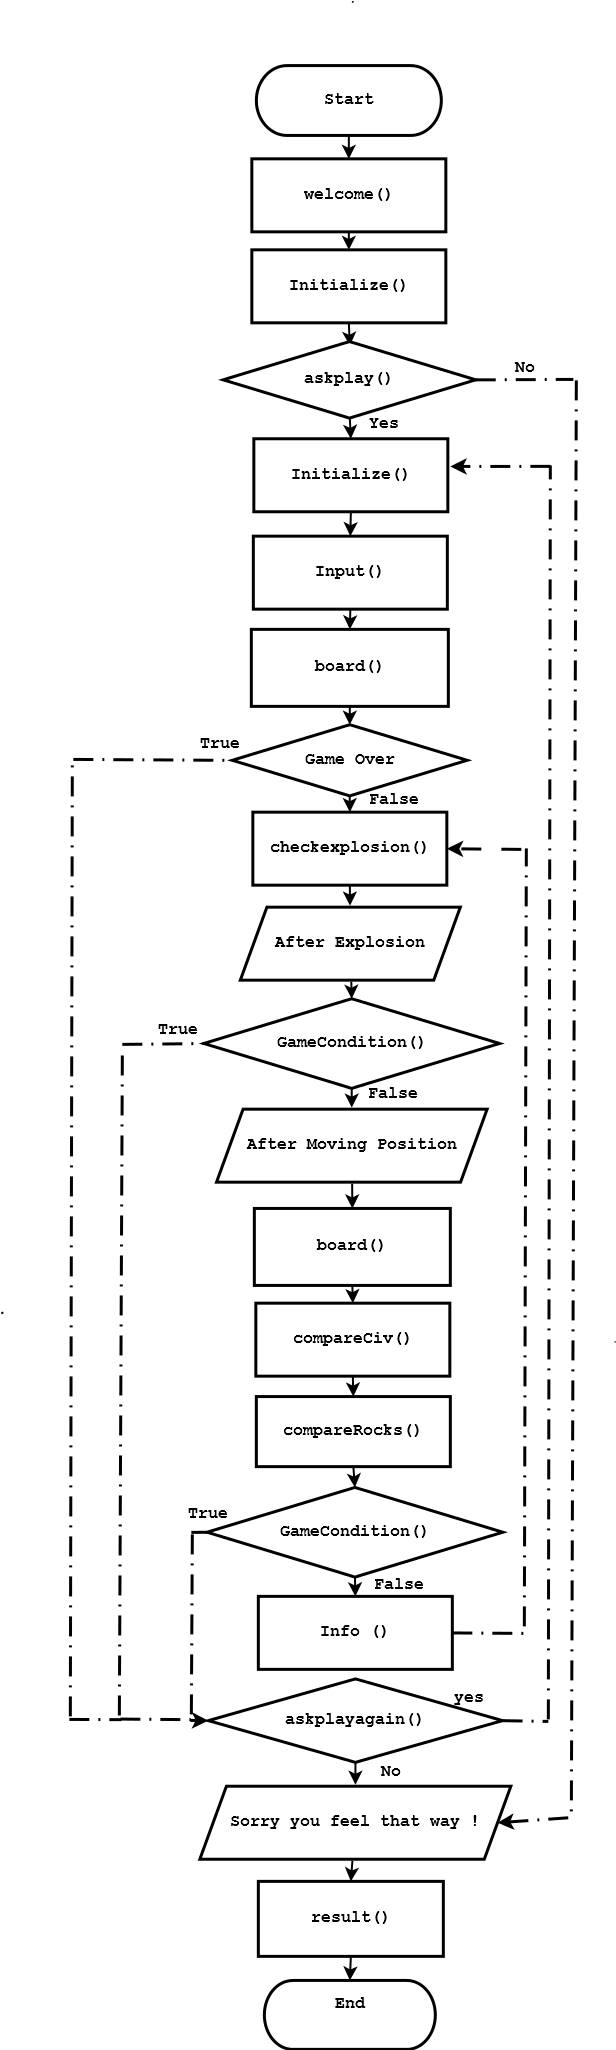 Start
welcome()
Initialize()
askplay()
No
Yes
Initialize()
Input()
board()
True
Game Over
False
checkexplosion()
After Explosion
True
GameCondition()
False
After Moving Position
board()
compareCiv()
compareRocks()
True
GameCondition()
False
Info ()
yes
askplayagain()
No
Sorry you feel that way !
result()
End